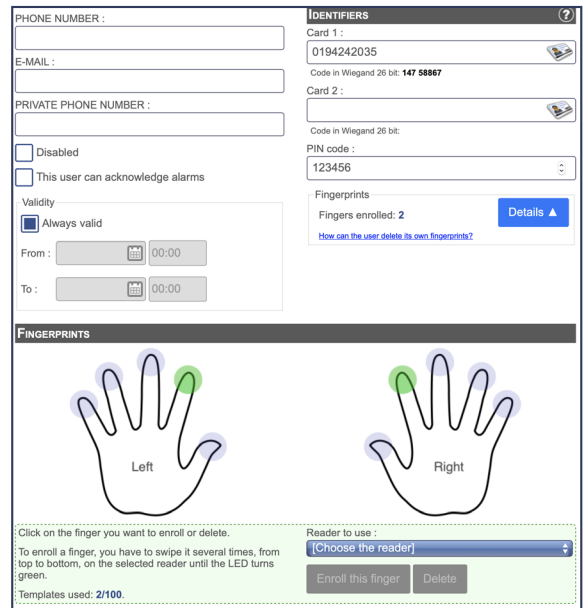 PHONE NUMBER :
E-MAIL :
PRIVATE PHONE NUMBER :
Disabled
This user can acknowledge alarms
Validity
Always valid
From :
00:00
To :
00:00
IDENTIFIERS
?
Card 1 :
0194242035
Code in Wiegand 26 bit: 147 58867
Card 2 :
Code in Wiegand 26 bit:
PIN code :
123456
Fingerprints
Fingers enrolled: 2
Details ▲
How can the user delete its own fingerprints?
FINGERPRINTS
Left
Right
Click on the finger you want to enroll or delete.
To enroll a finger, you have to swipe it several times, from
top to bottom, on the selected reader until the LED turns
green.
Templates used: 2/100.
Reader to use :
[Choose the reader]
Enroll this finger
Delete